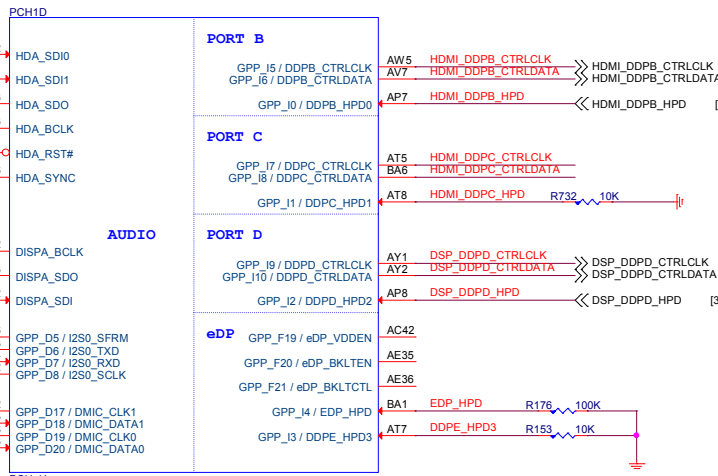 PCH1D
HDA_SDI0
HDA_SDI1
HDA_SDO
HDA_BCLK
HDA_RST#
HDA_SYNC
AUDIO
DISPA_BCLK
DISPA_SDO
DISPA_SDI
GPP_D5 / I2S0_SFRM
GPP_D6 / I2S0_TXD
GPP_D7 / I2S0_RXD
GPP_D8 / I2S0_SCLK
GPP_D17 / DMIC_CLK1
GPP_D18 / DMIC_DATA1
GPP_D19 / DMIC_CLK0
GPP_D20 / DMIC_DATA0
PORT B
GPP_I5 / DDPB_CTRLCLK AW5 HDMI_DDPB_CTRLCLK HDMI_DDPB_CTRLCLK
GPP_I6 / DDPB_CTRLDATA AV7 HDMI_DDPB_CTRLDATA HDMI_DDPB_CTRLDATA
GPP_I0 / DDPB_HPD0 AP7 HDMI_DDPB_HPD HDMI_DDPB_HPD [
PORT C
GPP_I7 / DDPC_CTRLCLK AT5 HDMI_DDPC_CTRLCLK
GPP_I8 / DDPC_CTRLDATA BA6 HDMI_DDPC_CTRLDATA
GPP_I1 / DDPC_HPD1 AT8 HDMI_DDPC_HPD R732 10K
PORT D
GPP_I9 / DDPD_CTRLCLK AY1 DSP_DDPD_CTRLCLK DSP_DDPD_CTRLCLK
GPP_I10 / DDPD_CTRLDATA AY2 DSP_DDPD_CTRLDATA DSP_DDPD_CTRLDATA
GPP_I2 / DDPD_HPD2 AP8 DSP_DDPD_HPD DSP_DDPD_HPD [3
eDP
GPP_F19 / eDP_VDDEN AC42
GPP_F20 / eDP_BKLTEN AE35
GPP_F21 / eDP_BKLTCTL AE36
GPP_I4 / EDP_HPD BA1 EDP_HPD R176 100K
GPP_I3 / DDPE_HPD3 AT7 DDPE_HPD3 R153 10K